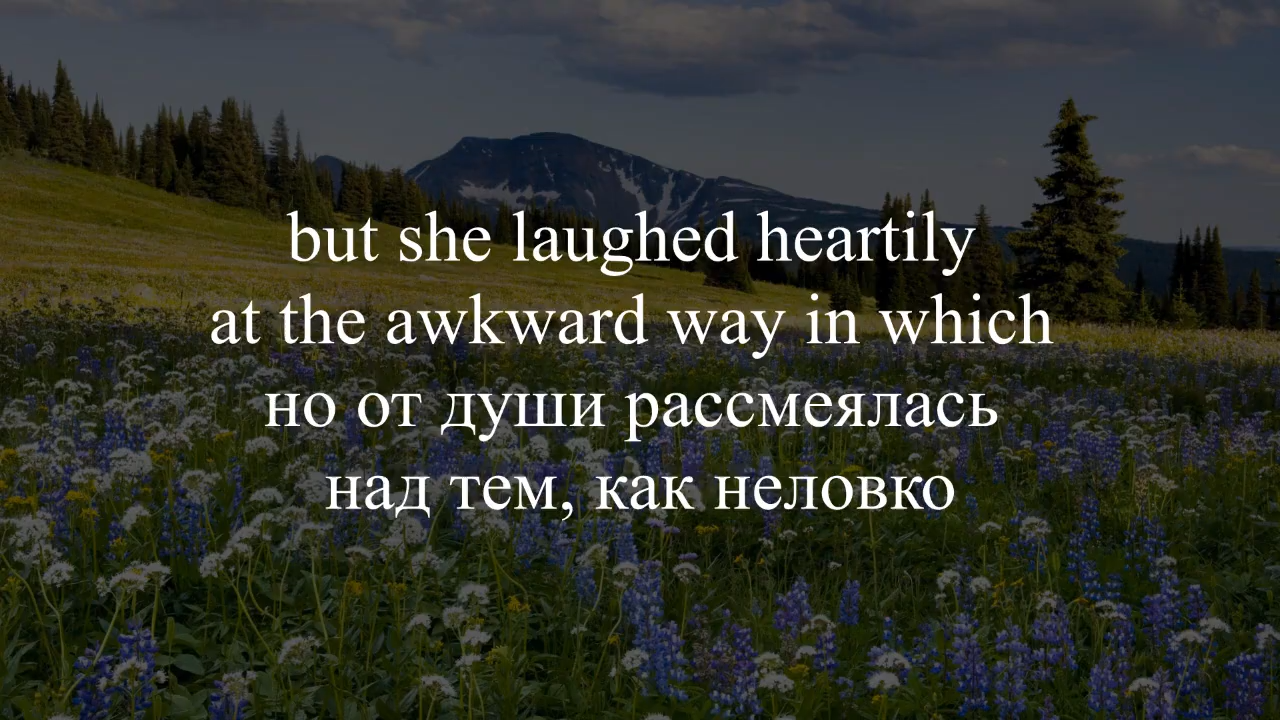 but she laughed heartily
at the awkward way in which
но от души рассмеялась
над тем, как неловко